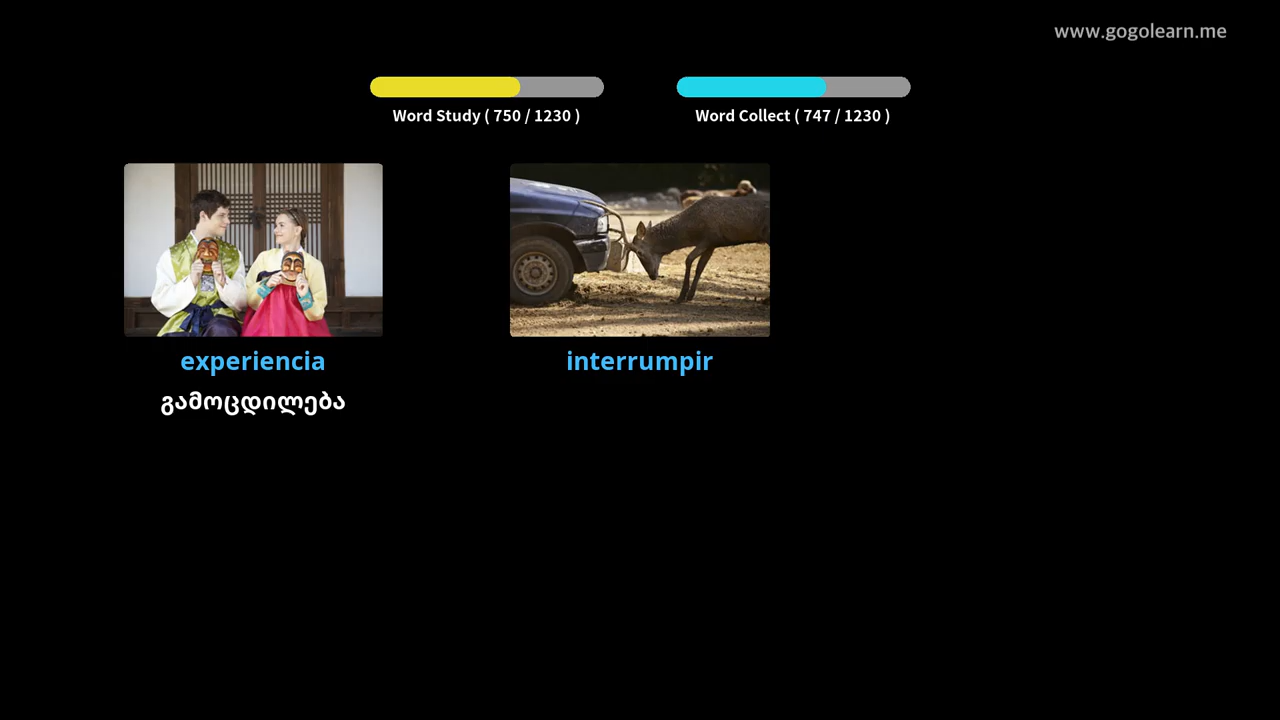 www.gogolearn.me
Word Study ( 750 / 1230 )
Word Collect ( 747 / 1230 )
experiencia
interrumpir
გამოცდილება